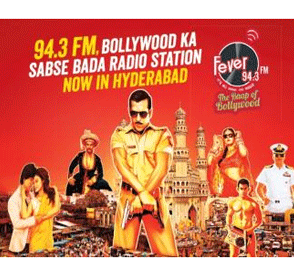 94.3 FM, BOLLYWOOD KA
SABSE BADA RADIO STATION
NOW IN HYDERABAD
Fever
94.3 FM
The Baap of
Bollywood